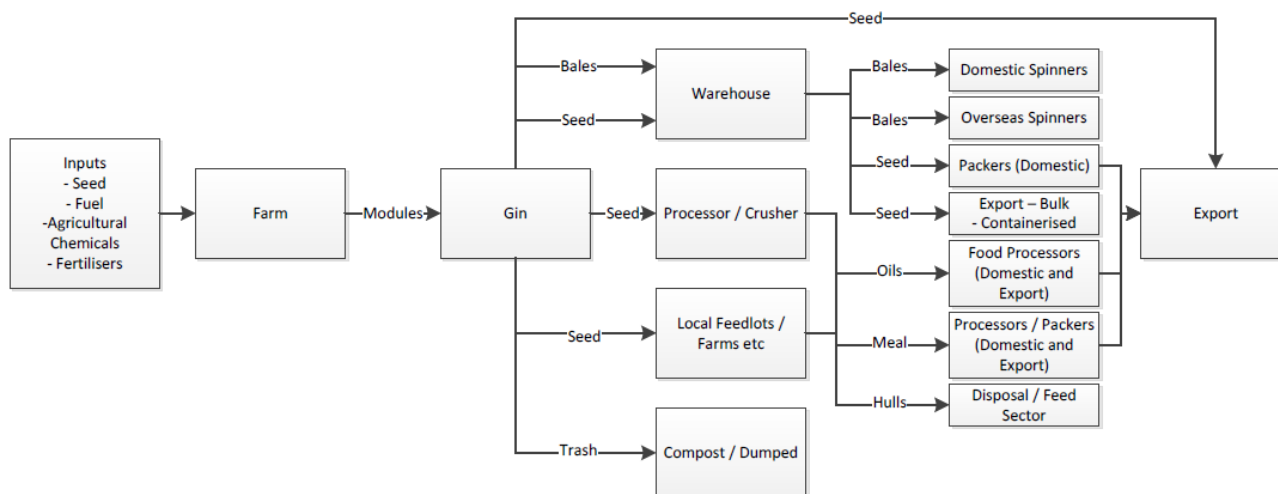 Seed
Bales
Seed
Warehouse
Bales
Domestic Spinners
Bales
Overseas Spinners
Seed
Packers (Domestic)
Seed
Export – Bulk
- Containerised
Inputs
- Seed
- Fuel
-Agricultural
Chemicals
- Fertilisers
Farm
Modules
Gin
Seed
Processor / Crusher
Export
Oils
Food Processors
(Domestic and
Export)
Seed
Local Feedlots /
Farms etc
Meal
Processors / Packers
(Domestic and
Export)
Hulls
Disposal / Feed
Sector
Trash
Compost / Dumped